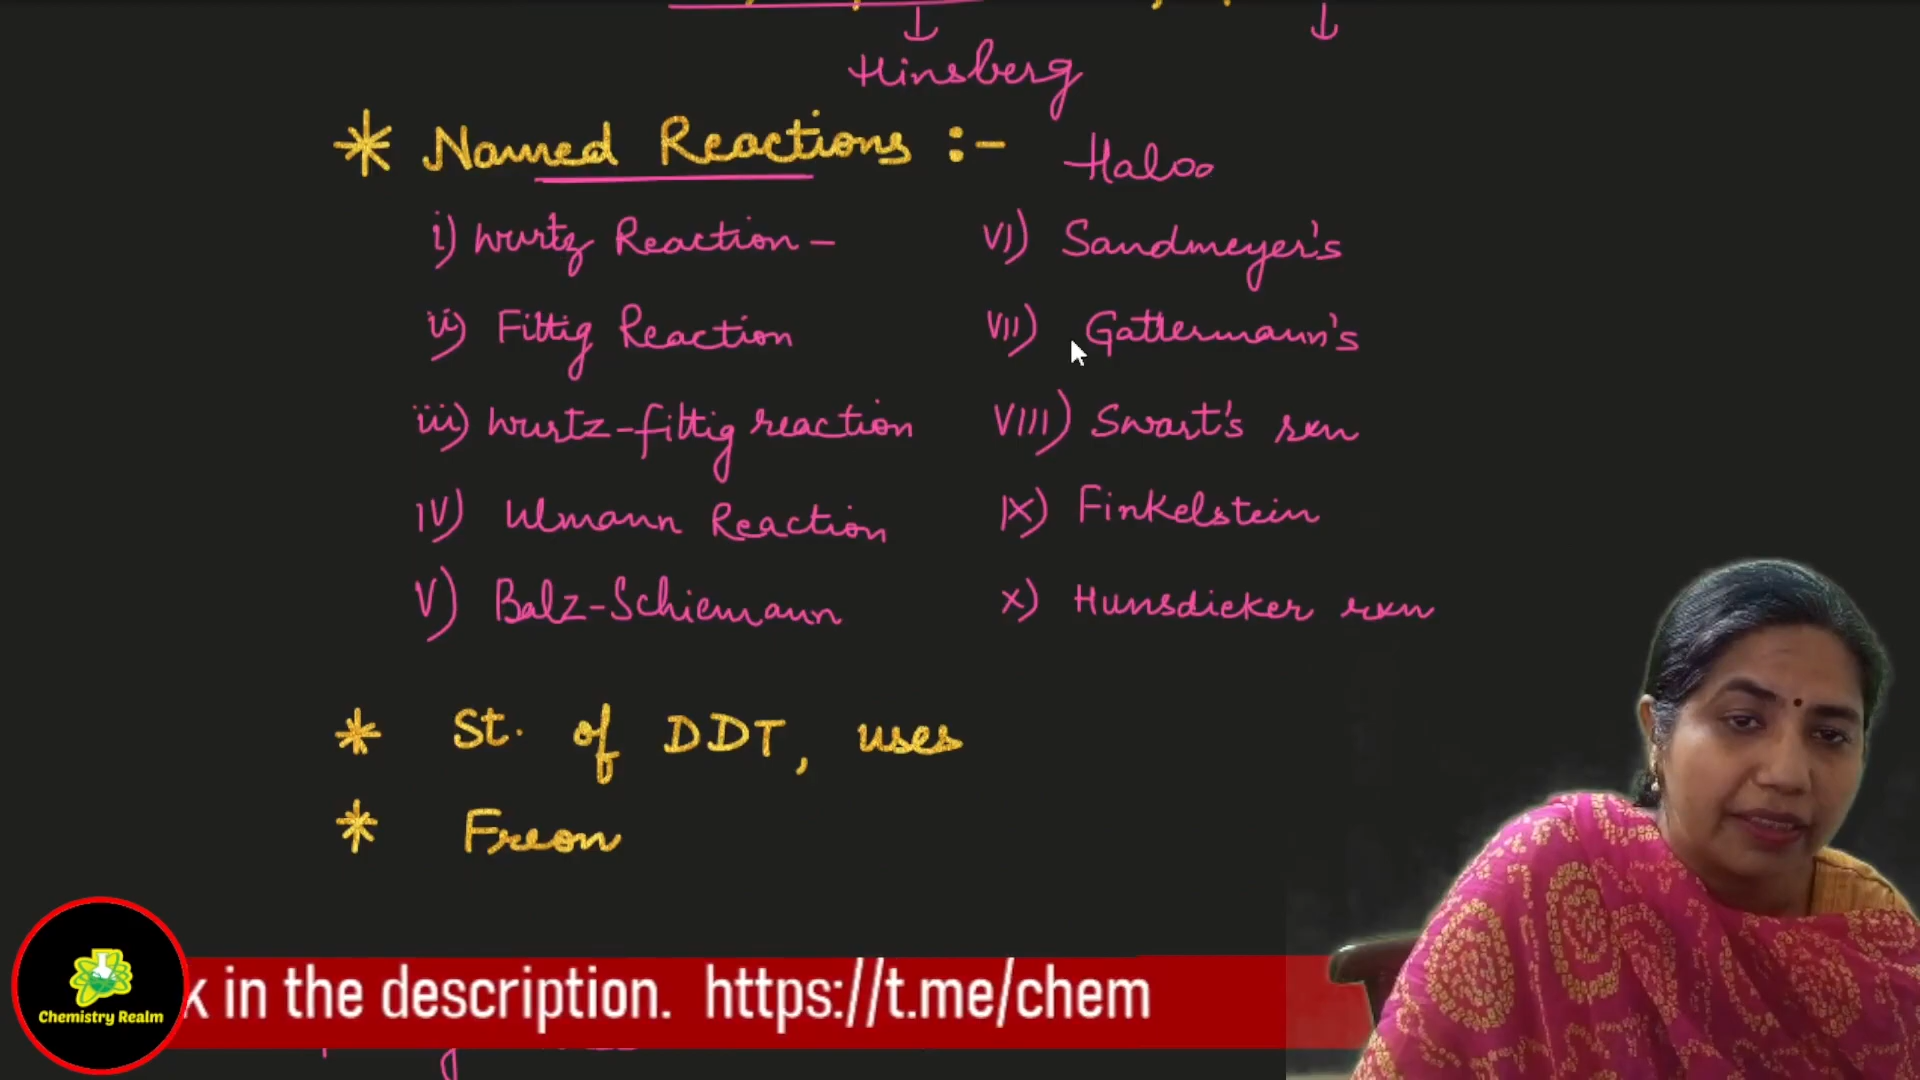 Hinsberg
* Named Reactions :-
Haloo
i) Wurtz Reaction -
ii) Fittig Reaction
iii) Wurtz-fittig reaction
IV) Ulmann Reaction
V) Balz-Schiemann
VI) Sandmeyer's
VII) Gattermann's
VIII) Swart's rxn
IX) Finkelstein
X) Hunsdieker rxn
* St. of DDT, uses
* Freon
k in the description. https://t.me/chem
Chemistry Realm